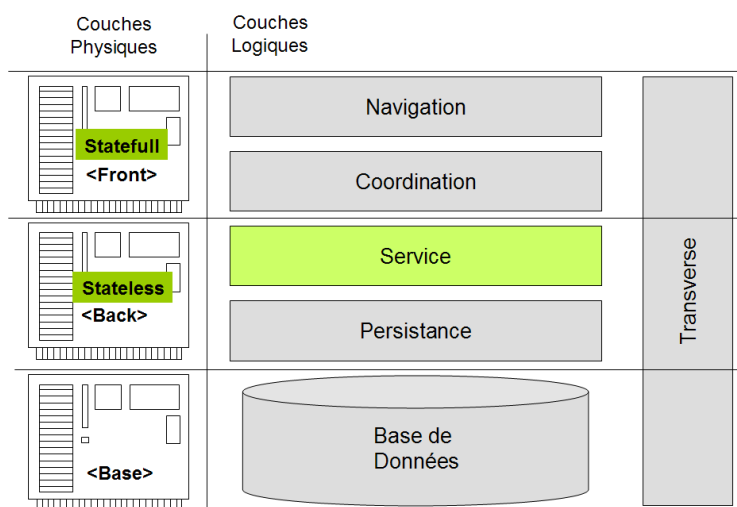 Couches
Physiques
Couches
Logiques
Statefull
<Front>
Navigation
Coordination
Stateless
<Back>
Service
Persistance
<Base>
Base de
Données
Transverse